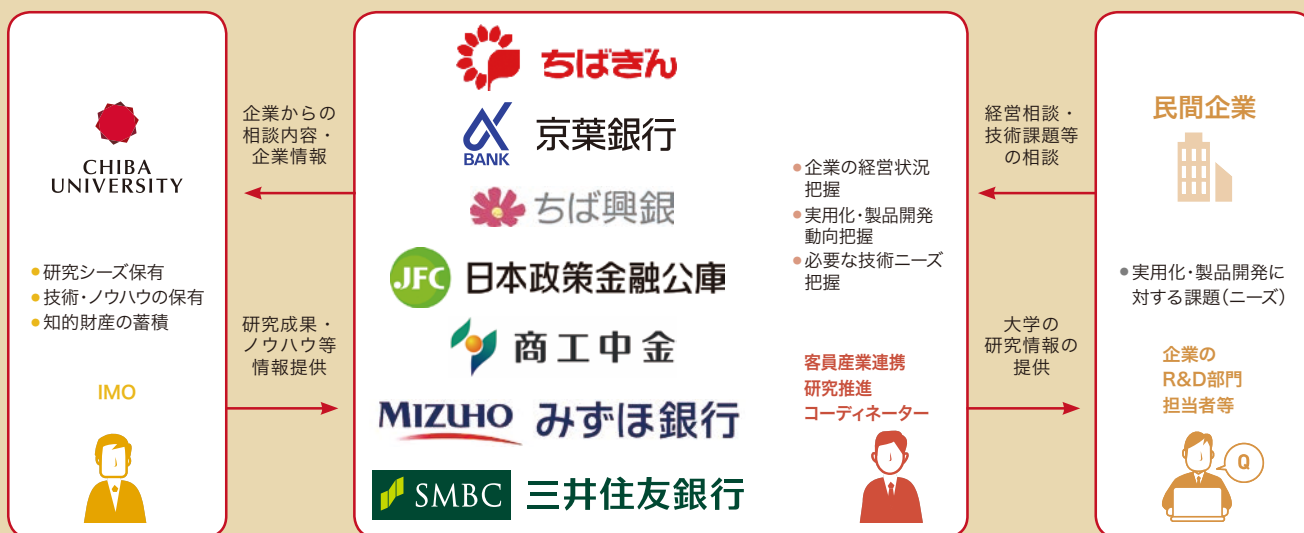 CHIBA
UNIVERSITY
●研究シーズ保有
●技術・ノウハウの保有
●知的財産の蓄積
IMO
企業からの
相談内容・
企業情報
研究成果・
ノウハウ等
情報提供
ちばぎん
BANK
京葉銀行
ちば興銀
JFC 日本政策金融公庫
商工中金
MIZUHO みずほ銀行
SMBC 三井住友銀行
●企業の経営状況
把握
●実用化・製品開発
動向把握
●必要な技術ニーズ
把握
客員産業連携
研究推進
コーディネーター
経営相談・
技術課題等
の相談
大学の
研究情報の
提供
民間企業
●実用化・製品開発に
対する課題（ニーズ）
企業の
R&D部門
担当者等
Q